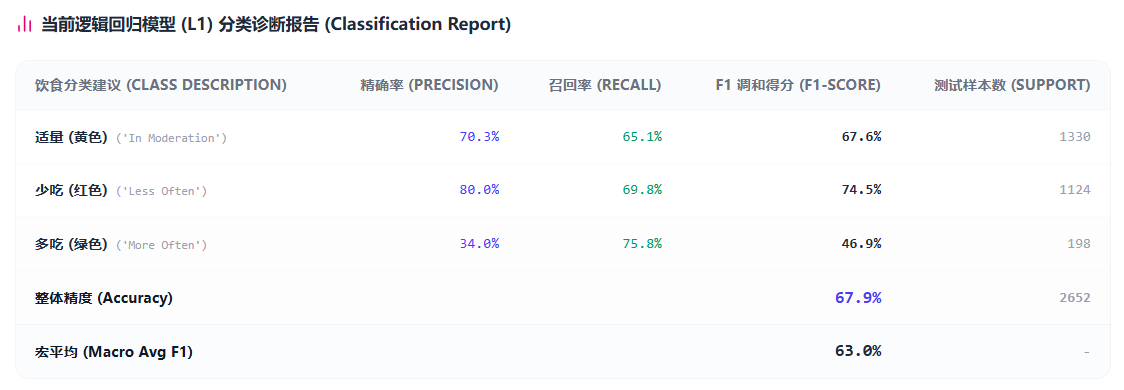 当前逻辑回归模型 (L1) 分类诊断报告 (Classification Report)
饮食分类建议 (CLASS DESCRIPTION) 精确率 (PRECISION) 召回率 (RECALL) F1 调和得分 (F1-SCORE) 测试样本数 (SUPPORT)
适量 (黄色) ('In Moderation') 70.3% 65.1% 67.6% 1330
少吃 (红色) ('Less Often') 80.0% 69.8% 74.5% 1124
多吃 (绿色) ('More Often') 34.0% 75.8% 46.9% 198
整体精度 (Accuracy) 67.9% 2652
宏平均 (Macro Avg F1) 63.0% -